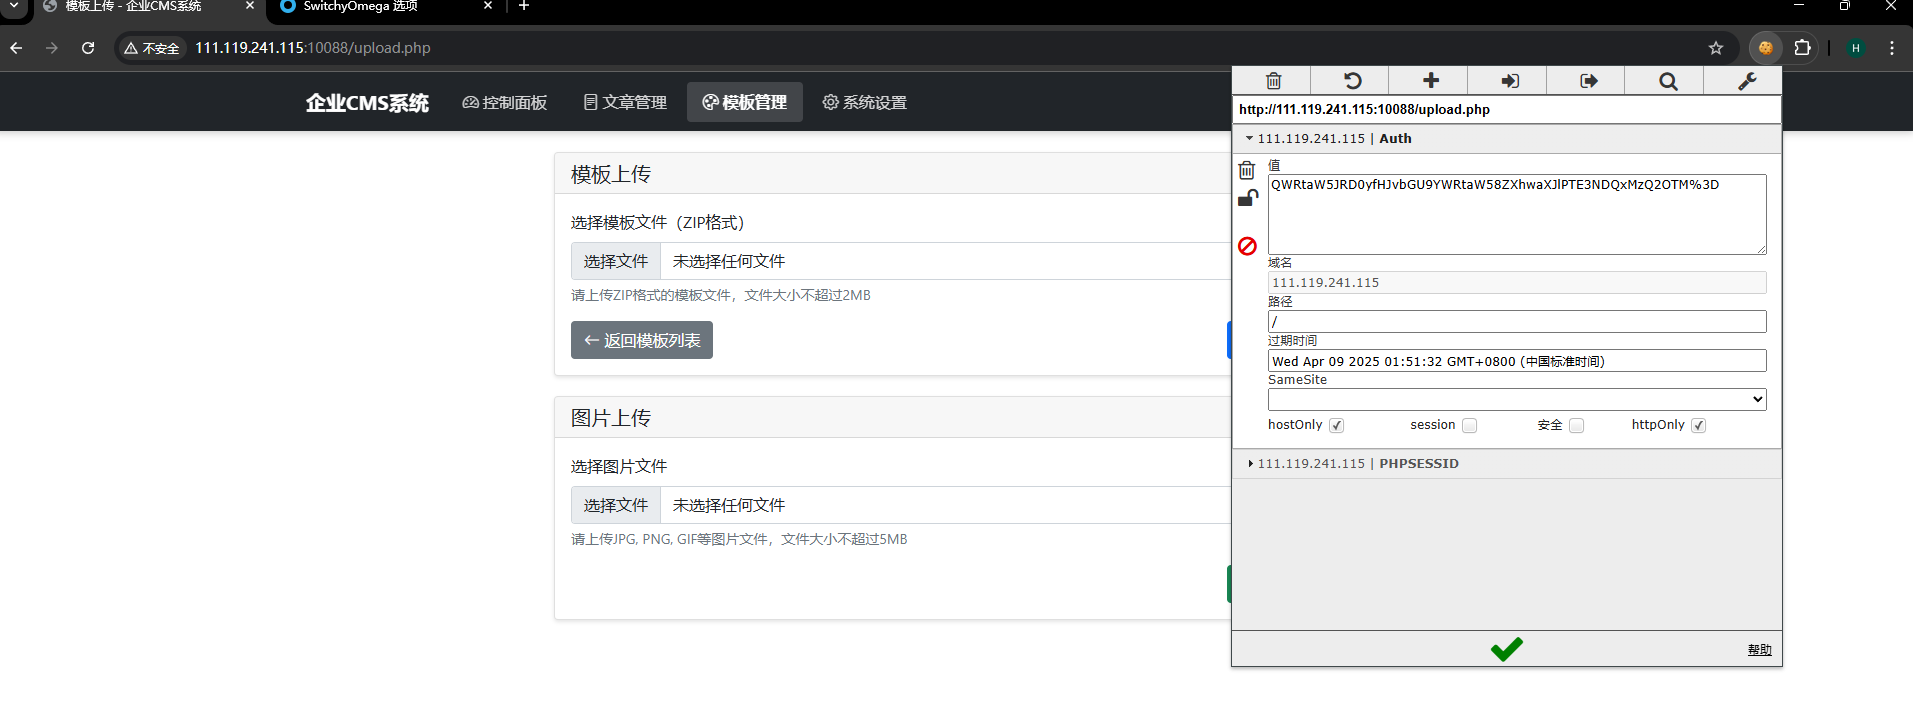 模板上传 - 企业CMS系统
SwitchyOmega 选项
不安全
111.119.241.115:10088/upload.php
H
企业CMS系统
控制面板
文章管理
模板管理
系统设置
模板上传
选择模板文件（ZIP格式）
选择文件 未选择任何文件
请上传ZIP格式的模板文件，文件大小不超过2MB
← 返回模板列表
图片上传
选择图片文件
选择文件 未选择任何文件
请上传JPG, PNG, GIF等图片文件，文件大小不超过5MB
http://111.119.241.115:10088/upload.php
111.119.241.115 | Auth
值
QWRtaW5JRD0yfHJvbGU9YWRtaW58ZXhwaXJlPTE3NDQxMzQ2OTM%3D
域名
111.119.241.115
路径
/
过期时间
Wed Apr 09 2025 01:51:32 GMT+0800 (中国标准时间)
SameSite
hostOnly session 安全 httpOnly
111.119.241.115 | PHPSESSID
帮助